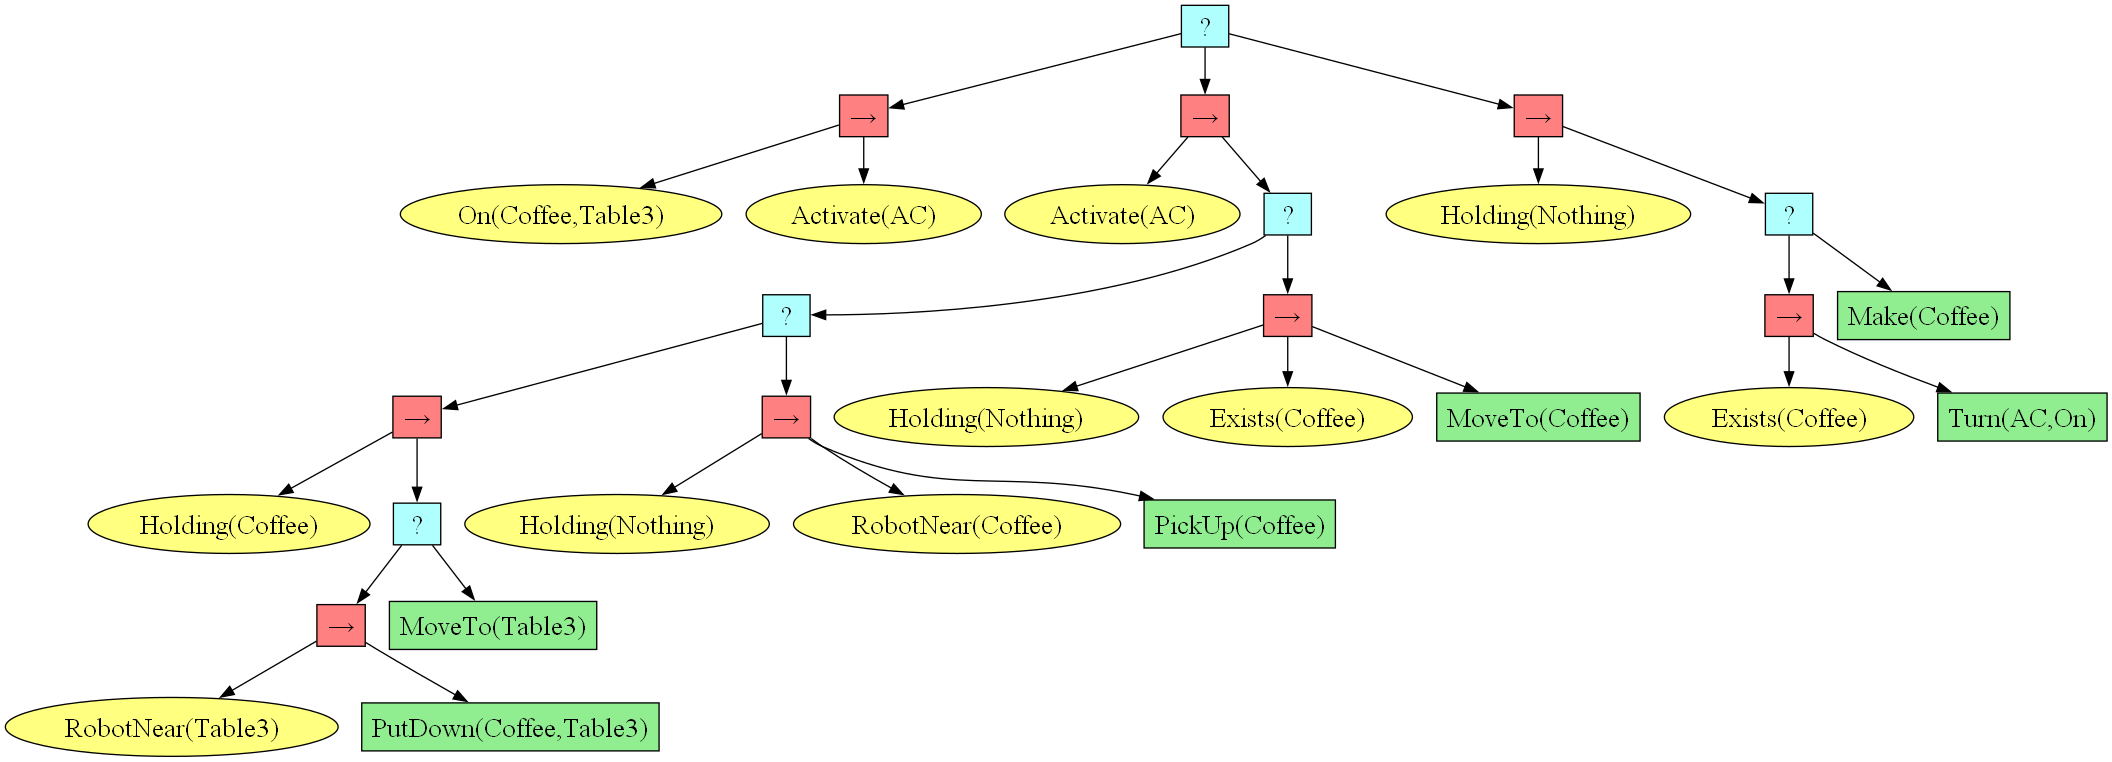 ?
→ → →
On(Coffee,Table3) Activate(AC) Activate(AC) ? Holding(Nothing) ?
? → → Make(Coffee)
→ → Holding(Nothing) Exists(Coffee) MoveTo(Coffee) Exists(Coffee) Turn(AC,On)
Holding(Coffee) ? Holding(Nothing) RobotNear(Coffee) PickUp(Coffee)
→ MoveTo(Table3)
RobotNear(Table3) PutDown(Coffee,Table3)